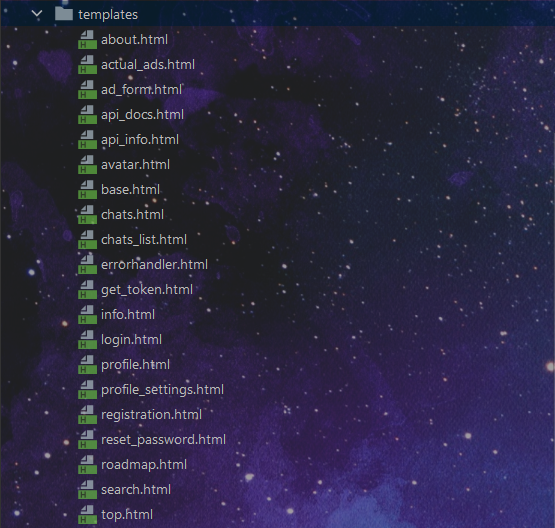 templates
about.html
actual_ads.html
ad_form.html
api_docs.html
api_info.html
avatar.html
base.html
chats.html
chats_list.html
errorhandler.html
get_token.html
info.html
login.html
profile.html
profile_settings.html
registration.html
reset_password.html
roadmap.html
search.html
top.html